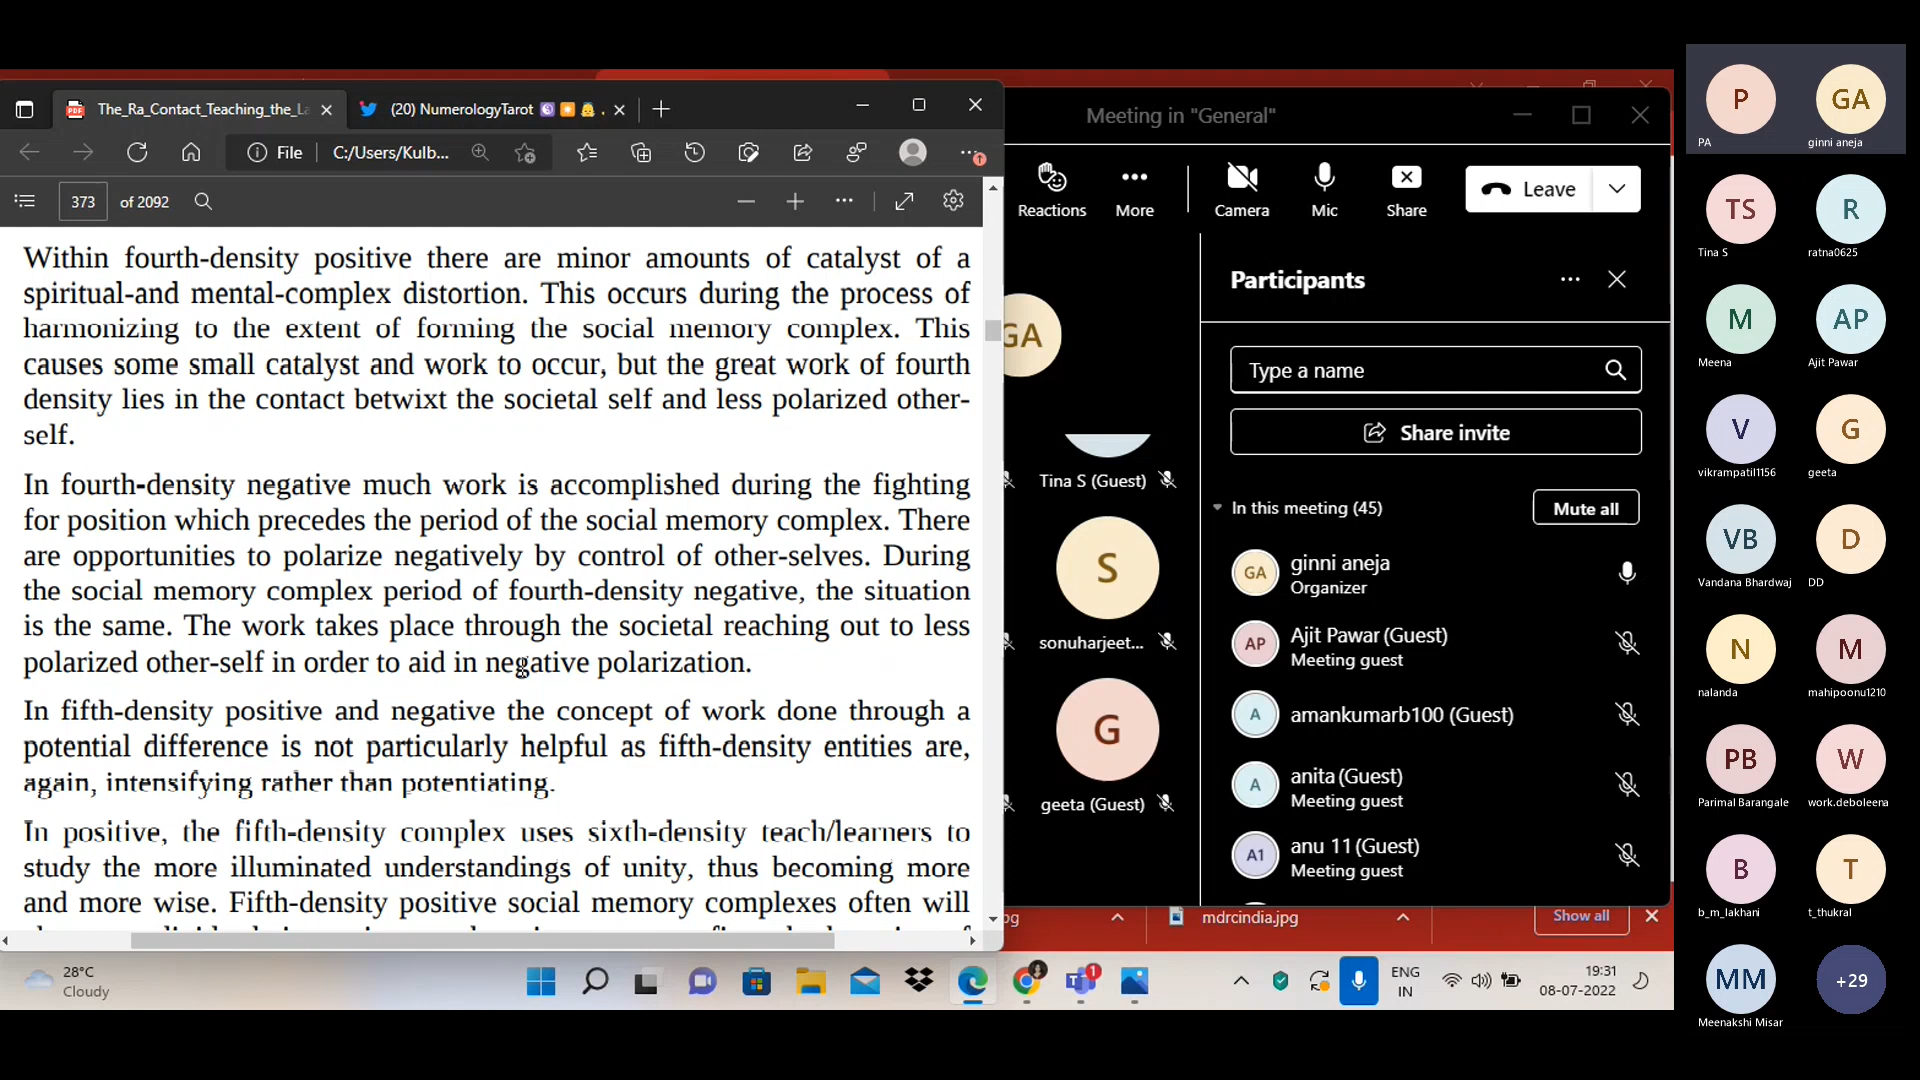 The_Ra_Contact_Teaching_the_La
(20) NumerologyTarot
File
C:/Users/Kulb...
373
of 2092
Within fourth-density positive there are minor amounts of catalyst of a
spiritual-and mental-complex distortion. This occurs during the process of
harmonizing to the extent of forming the social memory complex. This
causes some small catalyst and work to occur, but the great work of fourth
density lies in the contact betwixt the societal self and less polarized other-
self.
In fourth-density negative much work is accomplished during the fighting
for position which precedes the period of the social memory complex. There
are opportunities to polarize negatively by control of other-selves. During
the social memory complex period of fourth-density negative, the situation
is the same. The work takes place through the societal reaching out to less
polarized other-self in order to aid in negative polarization.
In fifth-density positive and negative the concept of work done through a
potential difference is not particularly helpful as fifth-density entities are,
again, intensifying rather than potentiating.
In positive, the fifth-density complex uses sixth-density teach/learners to
study the more illuminated understandings of unity, thus becoming more
and more wise. Fifth-density positive social memory complexes often will
Meeting in "General"
Reactions
More
Camera
Mic
Share
Leave
GA
Tina S (Guest)
S
sonuharjeet...
G
geeta (Guest)
Participants
Type a name
Share invite
In this meeting (45)
Mute all
GA
ginni aneja
Organizer
AP
Ajit Pawar (Guest)
Meeting guest
A
amankumarb100 (Guest)
A
anita (Guest)
Meeting guest
A1
anu 11 (Guest)
Meeting guest
mdrcindia.jpg
Show all
28°C
Cloudy
1
ENG
IN
19:31
08-07-2022
P
PA
GA
ginni aneja
TS
Tina S
R
ratna0625
M
Meena
AP
Ajit Pawar
V
vikrampatil1156
G
geeta
VB
Vandana Bhardwaj
D
DD
N
nalanda
M
mahipoonu1210
PB
Parimal Barangale
W
work.deboleena
B
b_m_lakhani
T
t_thukral
MM
Meenakshi Misar
+29